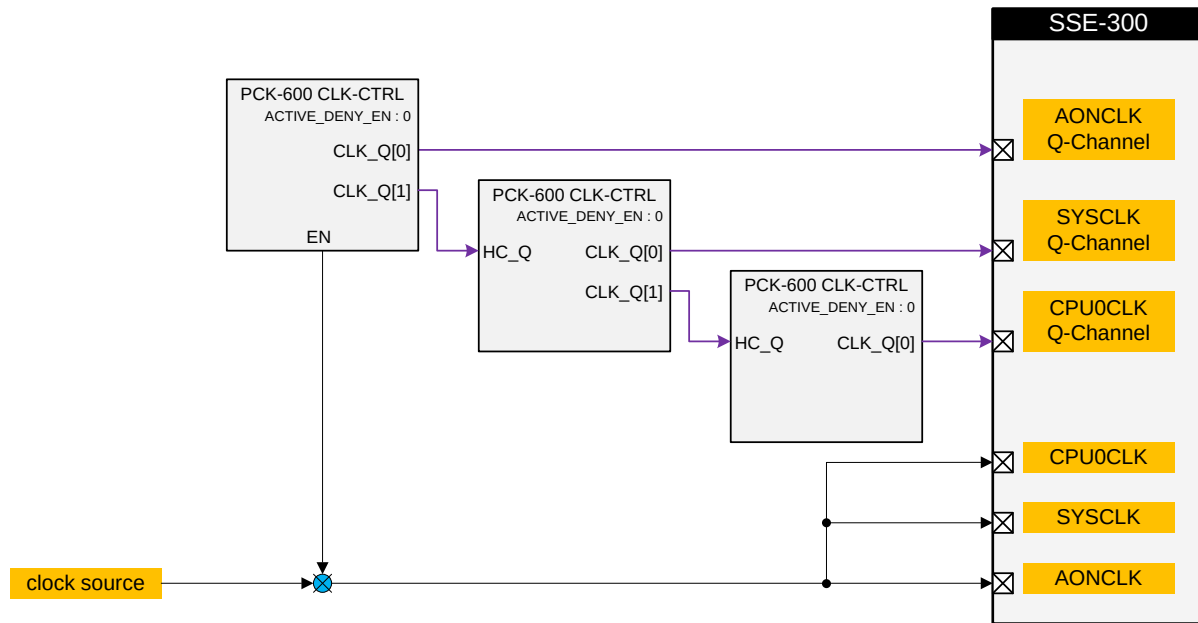 SSE-300
PCK-600 CLK-CTRL
ACTIVE_DENY_EN : 0
CLK_Q[0]
CLK_Q[1]
EN
PCK-600 CLK-CTRL
ACTIVE_DENY_EN : 0
HC_Q
CLK_Q[0]
CLK_Q[1]
PCK-600 CLK-CTRL
ACTIVE_DENY_EN : 0
HC_Q
CLK_Q[0]
AONCLK
Q-Channel
SYSCLK
Q-Channel
CPU0CLK
Q-Channel
CPU0CLK
SYSCLK
AONCLK
clock source